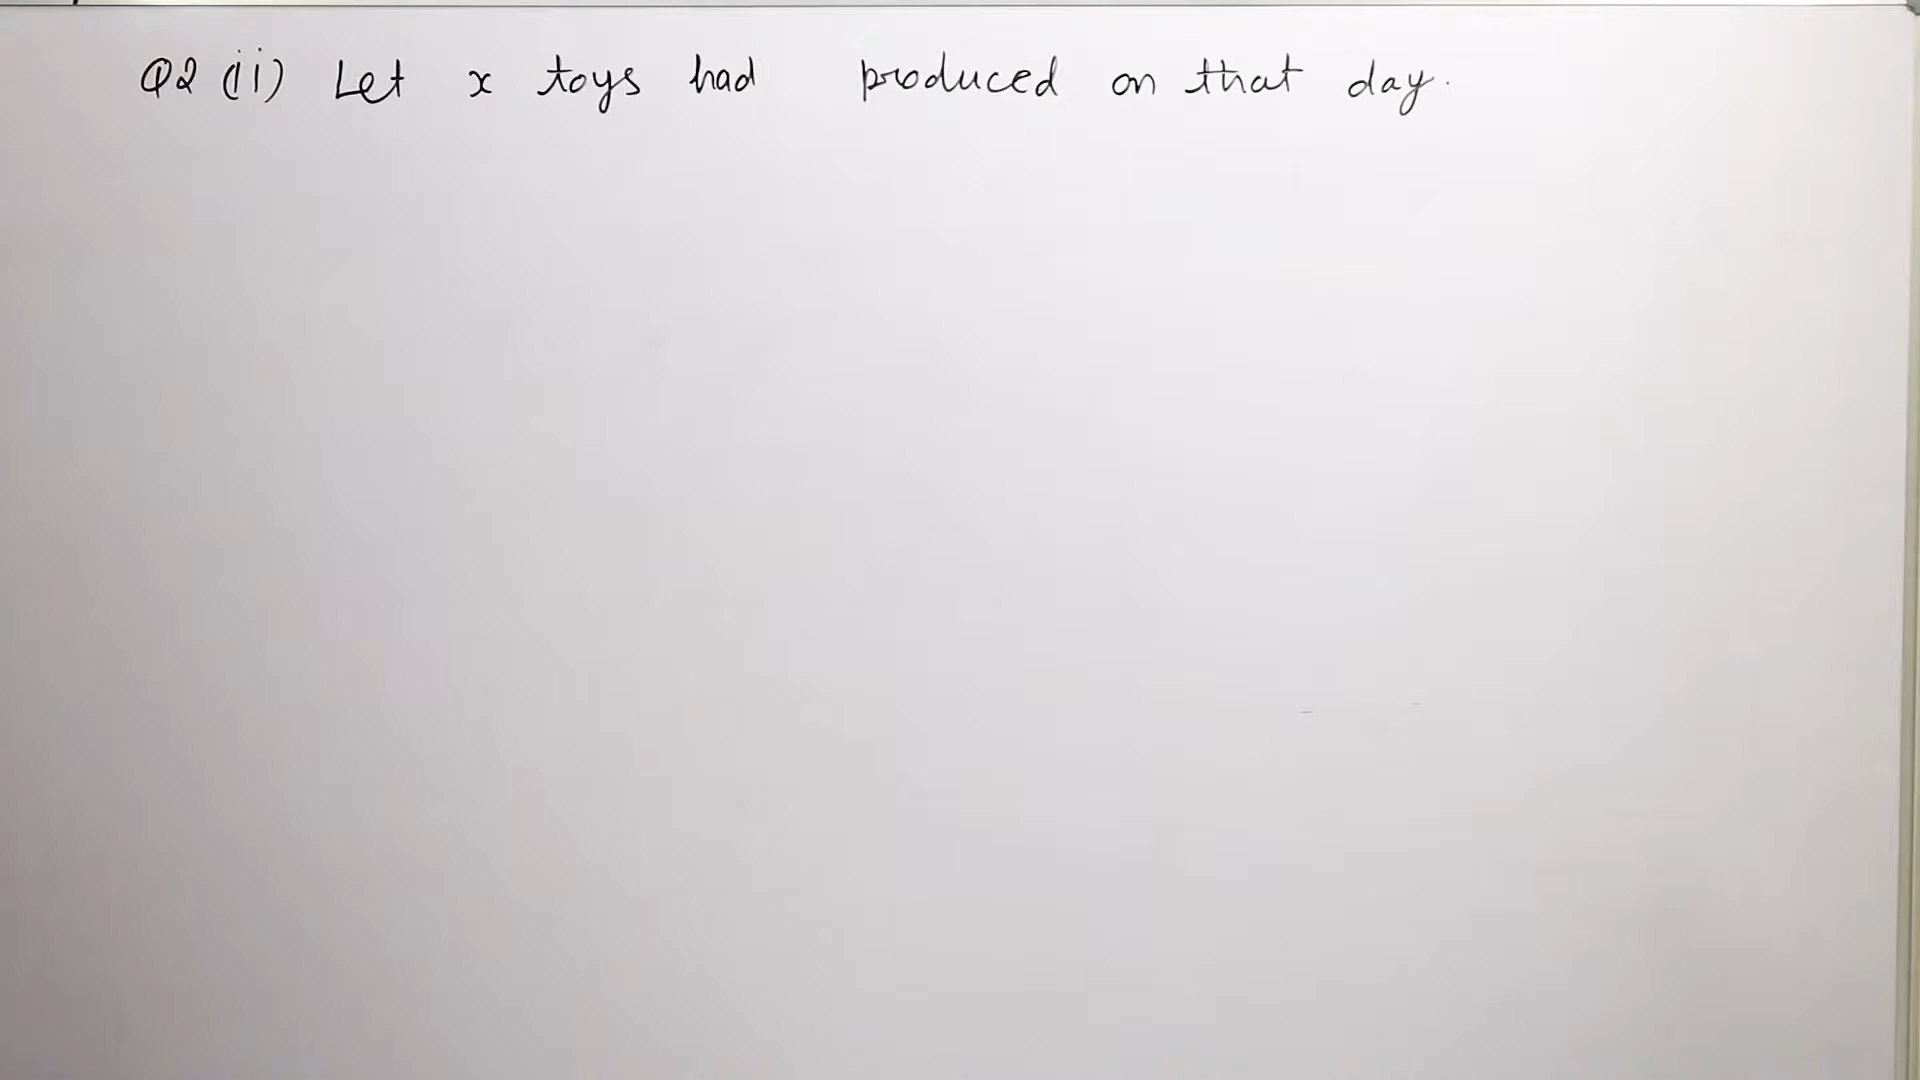 Q2 (ii) Let x toys had produced on that day.